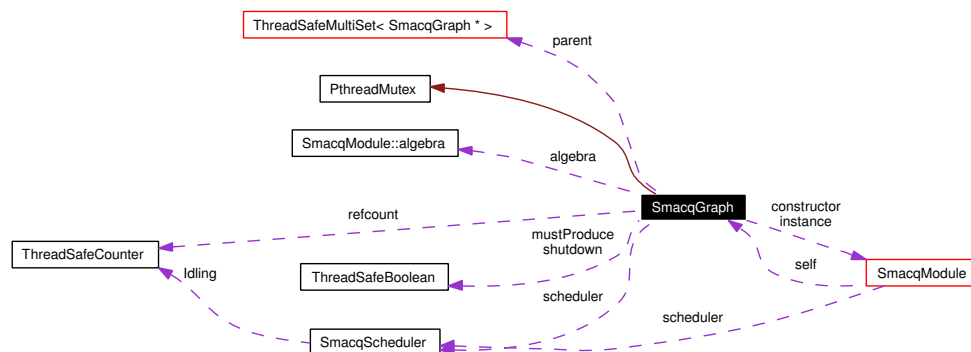 ThreadSafeMultiSet< SmacqGraph * >
parent
PthreadMutex
SmacqModule::algebra
algebra
SmacqGraph
constructor
instance
refcount
mustProduce
shutdown
ThreadSafeCounter
Idling
ThreadSafeBoolean
self
SmacqModule
scheduler
scheduler
SmacqScheduler